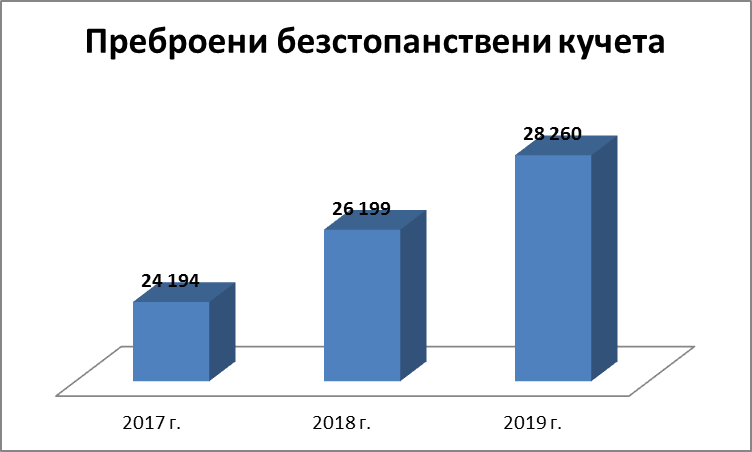 Преброени безстопанствени кучета
28 260
26 199
24 194
2017 г.
2018 г.
2019 г.